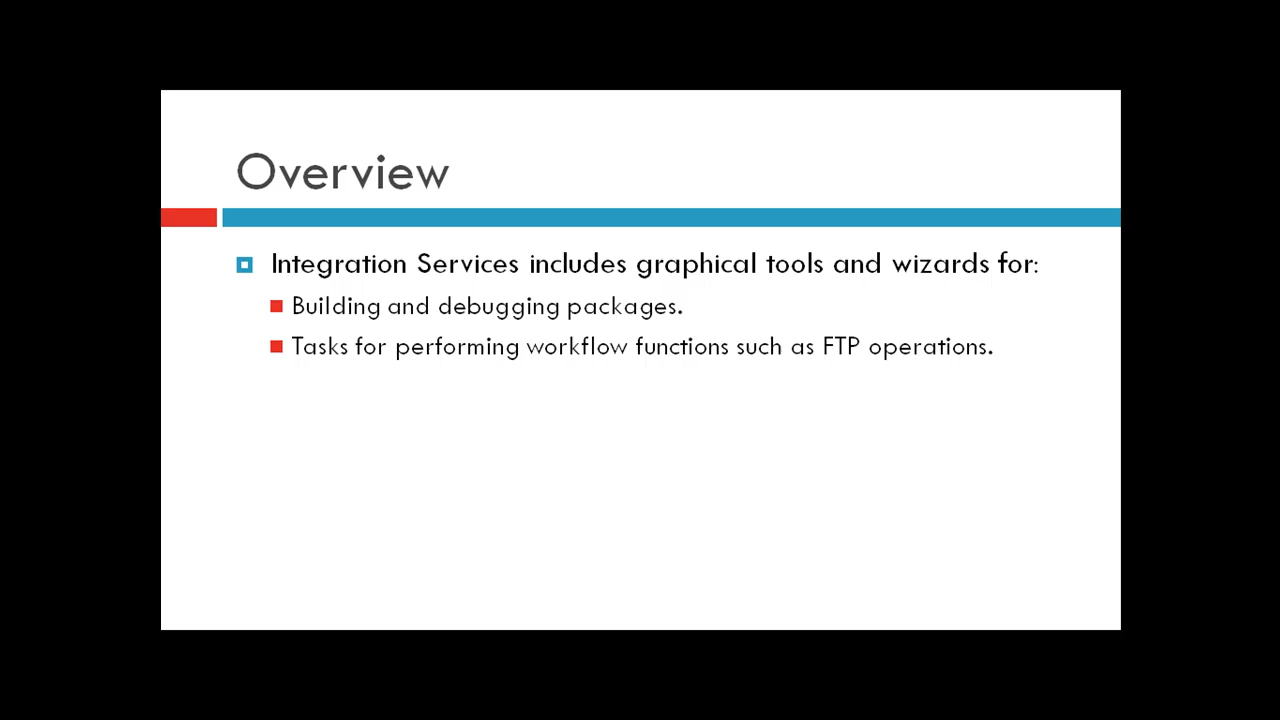 Overview
Integration Services includes graphical tools and wizards for:
Building and debugging packages.
Tasks for performing workflow functions such as FTP operations.